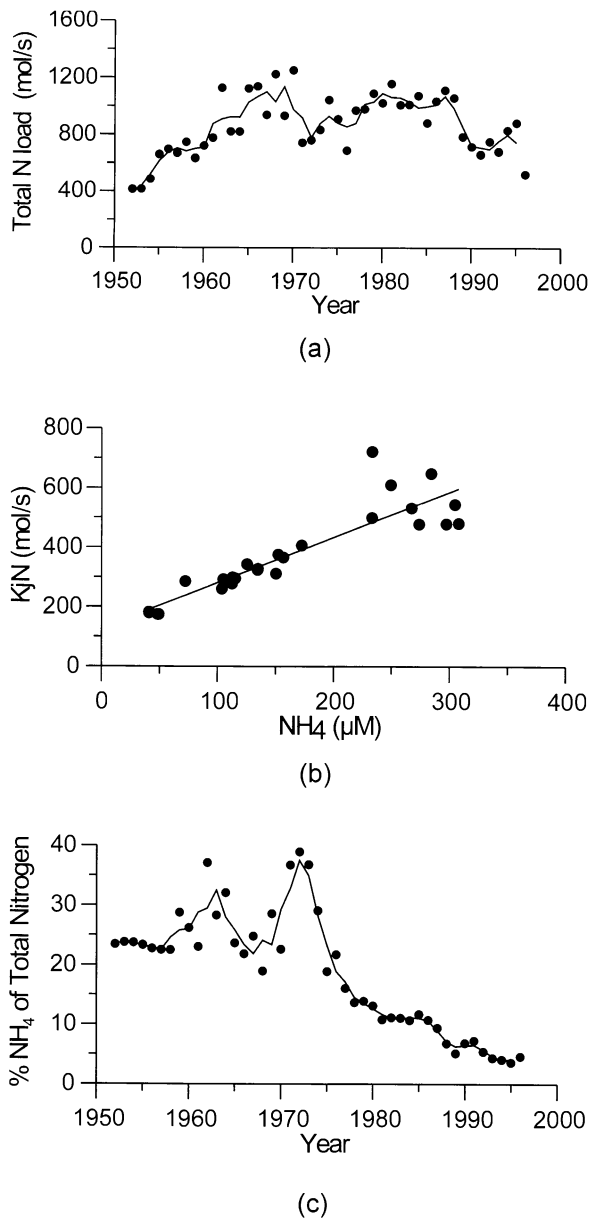 1600
1200
800
400
0
Total N load (mol/s)
1950 1960 1970 1980 1990 2000
Year
(a)
800
600
400
200
0
KjN (mol/s)
0 100 200 300 400
NH4 (µM)
(b)
40
30
20
10
0
% NH4 of Total Nitrogen
1950 1960 1970 1980 1990 2000
Year
(c)